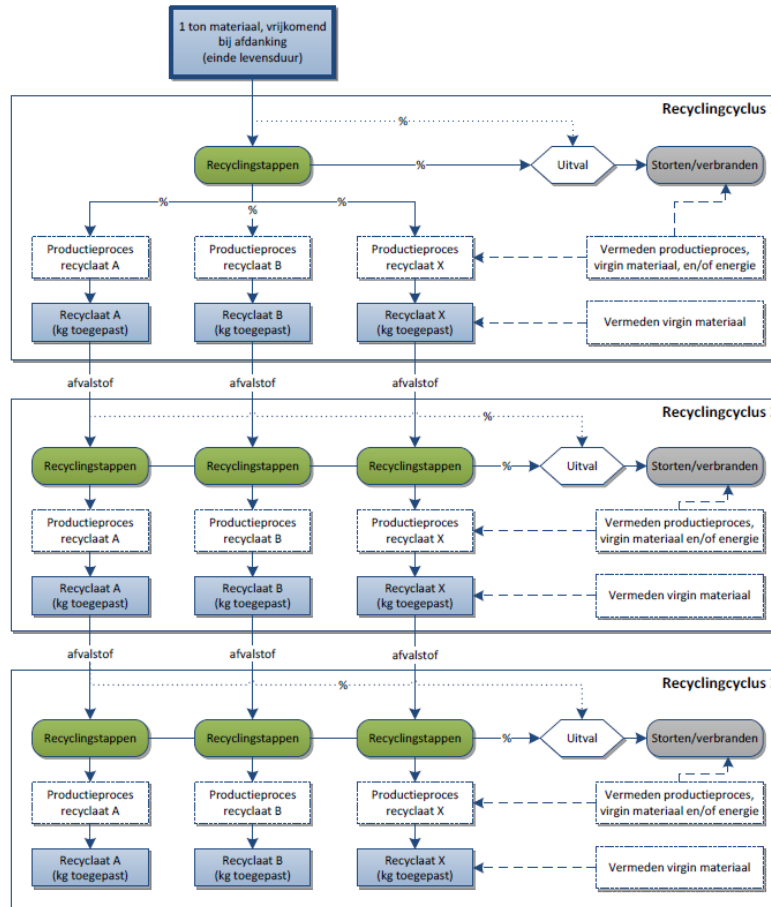 1 ton materiaal, vrijkomend
bij afdanking
(einde levensduur)
Recyclingcyclus
%
Recyclingstappen
%
Uitval
Storten/verbranden
%
%
%
Productieproces
recyclaat A
Productieproces
recyclaat B
Productieproces
recyclaat X
Vermeden productieproces,
virgin materiaal, en/of energie
Recyclaat A
(kg toegepast)
Recyclaat B
(kg toegepast)
Recyclaat X
(kg toegepast)
Vermeden virgin materiaal
afvalstof
afvalstof
afvalstof
Recyclingcyclus
%
Recyclingstappen
Recyclingstappen
Recyclingstappen
%
Uitval
Storten/verbranden
Productieproces
recyclaat A
Productieproces
recyclaat B
Productieproces
recyclaat X
Vermeden productieproces,
virgin materiaal en/of energie
Recyclaat A
(kg toegepast)
Recyclaat B
(kg toegepast)
Recyclaat X
(kg toegepast)
Vermeden virgin materiaal
afvalstof
afvalstof
afvalstof
Recyclingcyclus
%
Recyclingstappen
Recyclingstappen
Recyclingstappen
%
Uitval
Storten/verbranden
Productieproces
recyclaat A
Productieproces
recyclaat B
Productieproces
recyclaat X
Vermeden productieproces,
virgin materiaal en/of energie
Recyclaat A
(kg toegepast)
Recyclaat B
(kg toegepast)
Recyclaat X
(kg toegepast)
Vermeden virgin materiaal